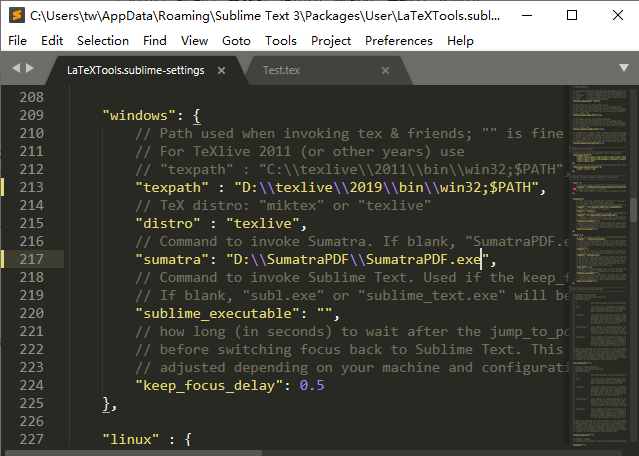 C:\Users\tw\AppData\Roaming\Sublime Text 3\Packages\User\LaTeXTools.subl...
File Edit Selection Find View Goto Tools Project Preferences Help
LaTeXTools.sublime-settings × Test.tex ×
208
209 "windows": {
210 // Path used when invoking tex & friends; "" is fine
211 // For TeXlive 2011 (or other years) use
212 // "texpath" : "C:\\texlive\\2011\\bin\\win32;$PATH",
213 "texpath" : "D:\\texlive\\2019\\bin\\win32;$PATH",
214 // TeX distro: "miktex" or "texlive"
215 "distro" : "texlive",
216 // Command to invoke Sumatra. If blank, "SumatraPDF.e
217 "sumatra": "D:\\SumatraPDF\\SumatraPDF.exe",
218 // Command to invoke Sublime Text. Used if the keep_f
219 // If blank, "subl.exe" or "sublime_text.exe" will be
220 "sublime_executable": "",
221 // how long (in seconds) to wait after the jump_to_po
222 // before switching focus back to Sublime Text. This
223 // adjusted depending on your machine and configurati
224 "keep_focus_delay": 0.5
225 },
226
227 "linux" : {